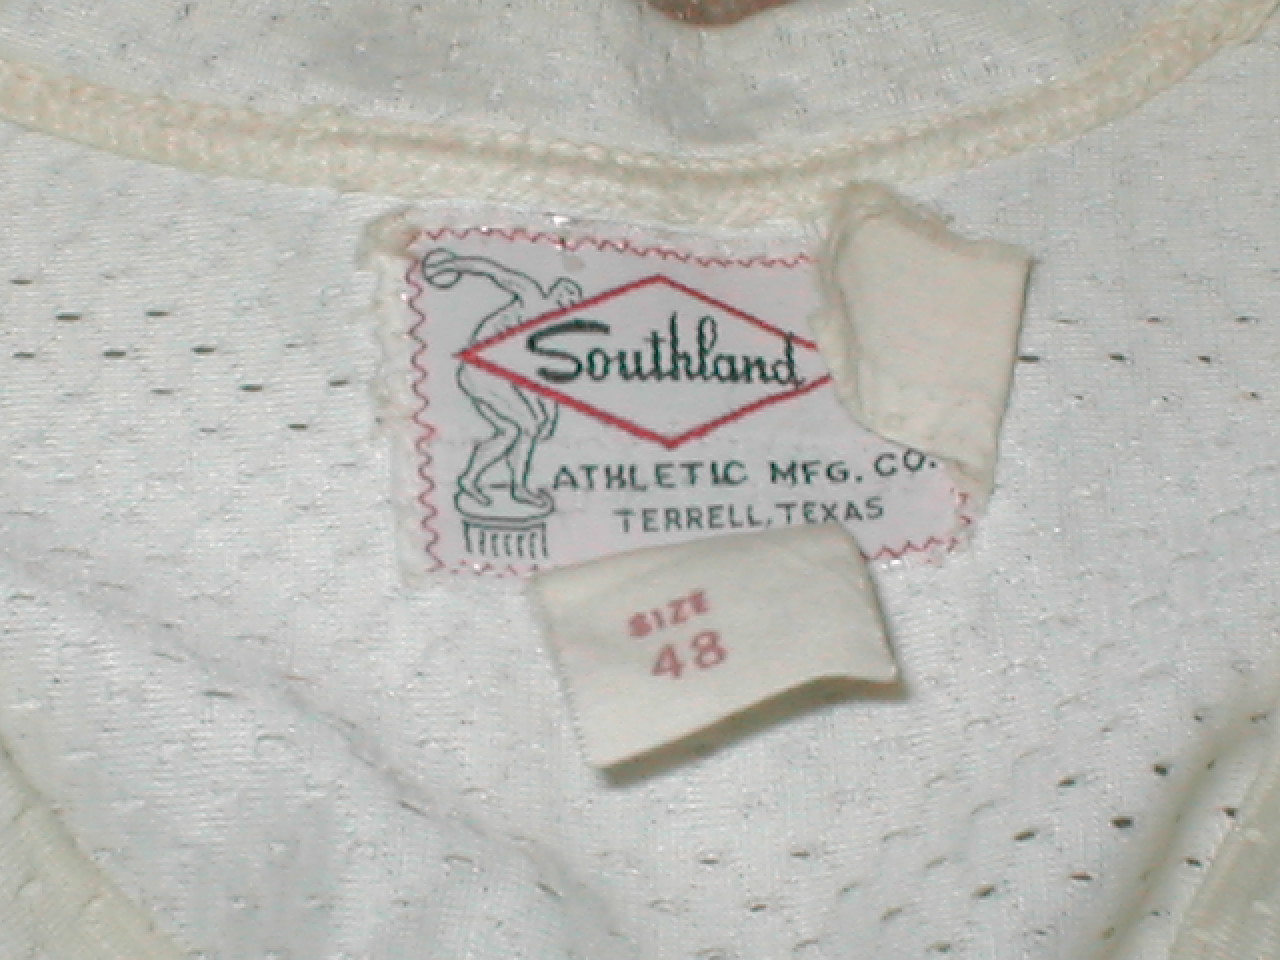 Southland
ATHLETIC MFG. CO.
TERRELL, TEXAS
SIZE
48